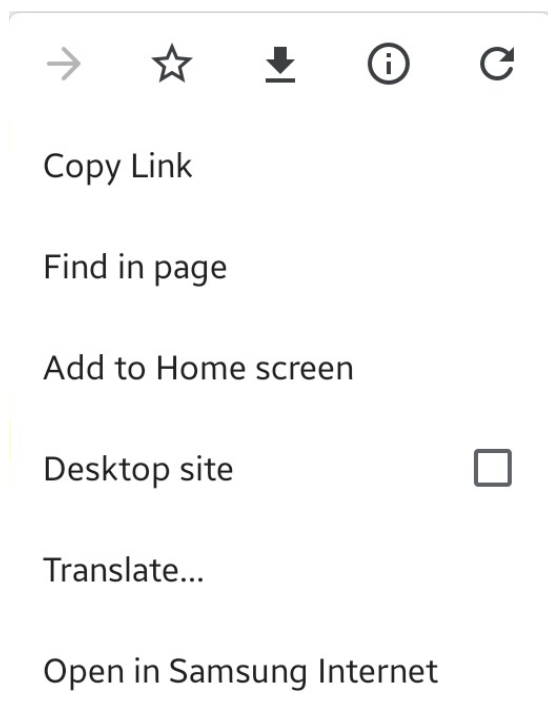 Copy Link
Find in page
Add to Home screen
Desktop site
Translate...
Open in Samsung Internet